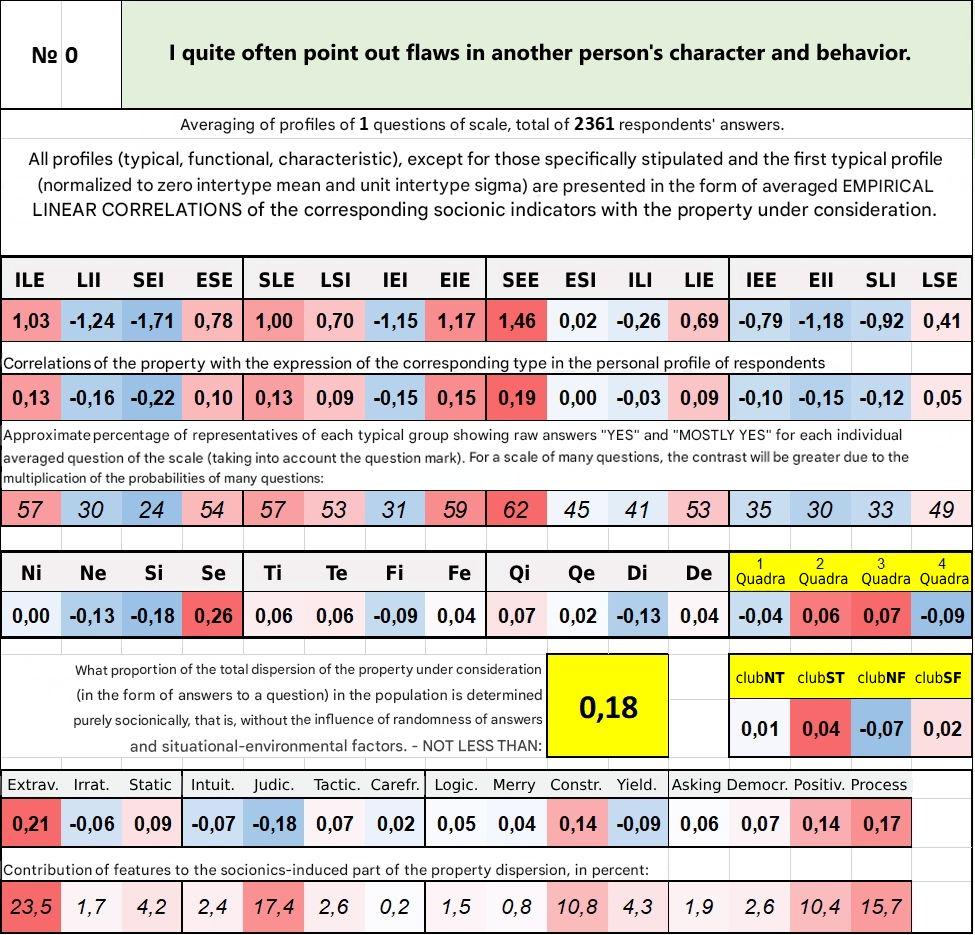 № 0 I quite often point out flaws in another person's character and behavior.
Averaging of profiles of 1 questions of scale, total of 2361 respondents' answers.
All profiles (typical, functional, characteristic), except for those specifically stipulated and the first typical profile
(normalized to zero intertype mean and unit intertype sigma) are presented in the form of averaged EMPIRICAL
LINEAR CORRELATIONS of the corresponding socionic indicators with the property under consideration.
ILE LII SEI ESE SLE LSI IEI EIE SEE ESI ILI LIE IEE EII SLI LSE
1,03 -1,24 -1,71 0,78 1,00 0,70 -1,15 1,17 1,46 0,02 -0,26 0,69 -0,79 -1,18 -0,92 0,41
Correlations of the property with the expression of the corresponding type in the personal profile of respondents
0,13 -0,16 -0,22 0,10 0,13 0,09 -0,15 0,15 0,19 0,00 -0,03 0,09 -0,10 -0,15 -0,12 0,05
Approximate percentage of representatives of each typical group showing raw answers "YES" and "MOSTLY YES" for each individual
averaged question of the scale (taking into account the question mark). For a scale of many questions, the contrast will be greater due to the
multiplication of the probabilities of many questions:
57 30 24 54 57 53 31 59 62 45 41 53 35 30 33 49
Ni Ne Si Se Ti Te Fi Fe Qi Qe Di De 1 Quadra 2 Quadra 3 Quadra 4 Quadra
0,00 -0,13 -0,18 0,26 0,06 0,06 -0,09 0,04 0,07 0,02 -0,13 0,04 -0,04 0,06 0,07 -0,09
What proportion of the total dispersion of the property under consideration
(in the form of answers to a question) in the population is determined
purely socionically, that is, without the influence of randomness of answers
and situational-environmental factors. - NOT LESS THAN:
0,18
clubNT clubST clubNF clubSF
0,01 0,04 -0,07 0,02
Extrav. Irrat. Static Intuit. Judic. Tactic. Carefr. Logic. Merry Constr. Yield. Asking Democr. Positiv. Process
0,21 -0,06 0,09 -0,07 -0,18 0,07 0,02 0,05 0,04 0,14 -0,09 0,06 0,07 0,14 0,17
Contribution of features to the socionics-induced part of the property dispersion, in percent:
23,5 1,7 4,2 2,4 17,4 2,6 0,2 1,5 0,8 10,8 4,3 1,9 2,6 10,4 15,7